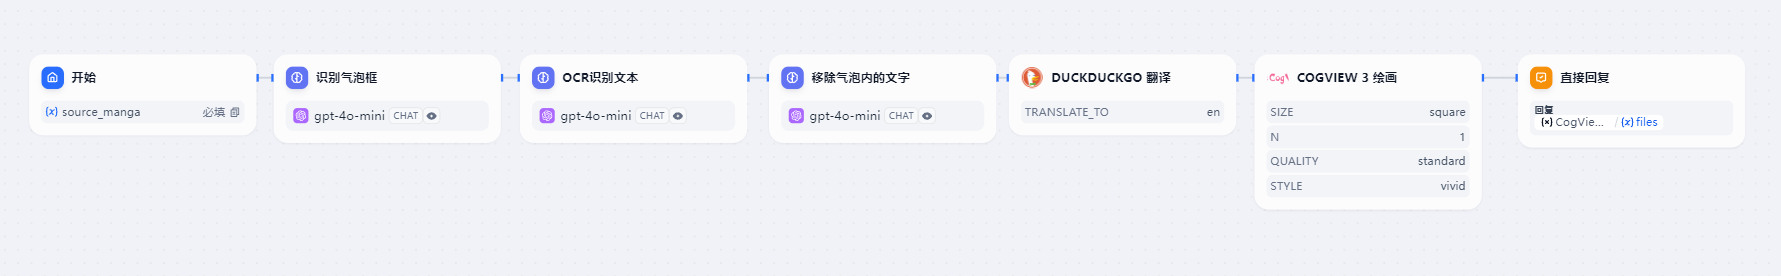 开始
source_manga 必填
识别气泡框
gpt-4o-mini CHAT
OCR识别文本
gpt-4o-mini CHAT
移除气泡内的文字
gpt-4o-mini CHAT
DUCKDUCKGO 翻译
TRANSLATE_TO en
CogV COGVIEW 3 绘画
SIZE square
N 1
QUALITY standard
STYLE vivid
直接回复
回复
{x} CogVie... / {x} files